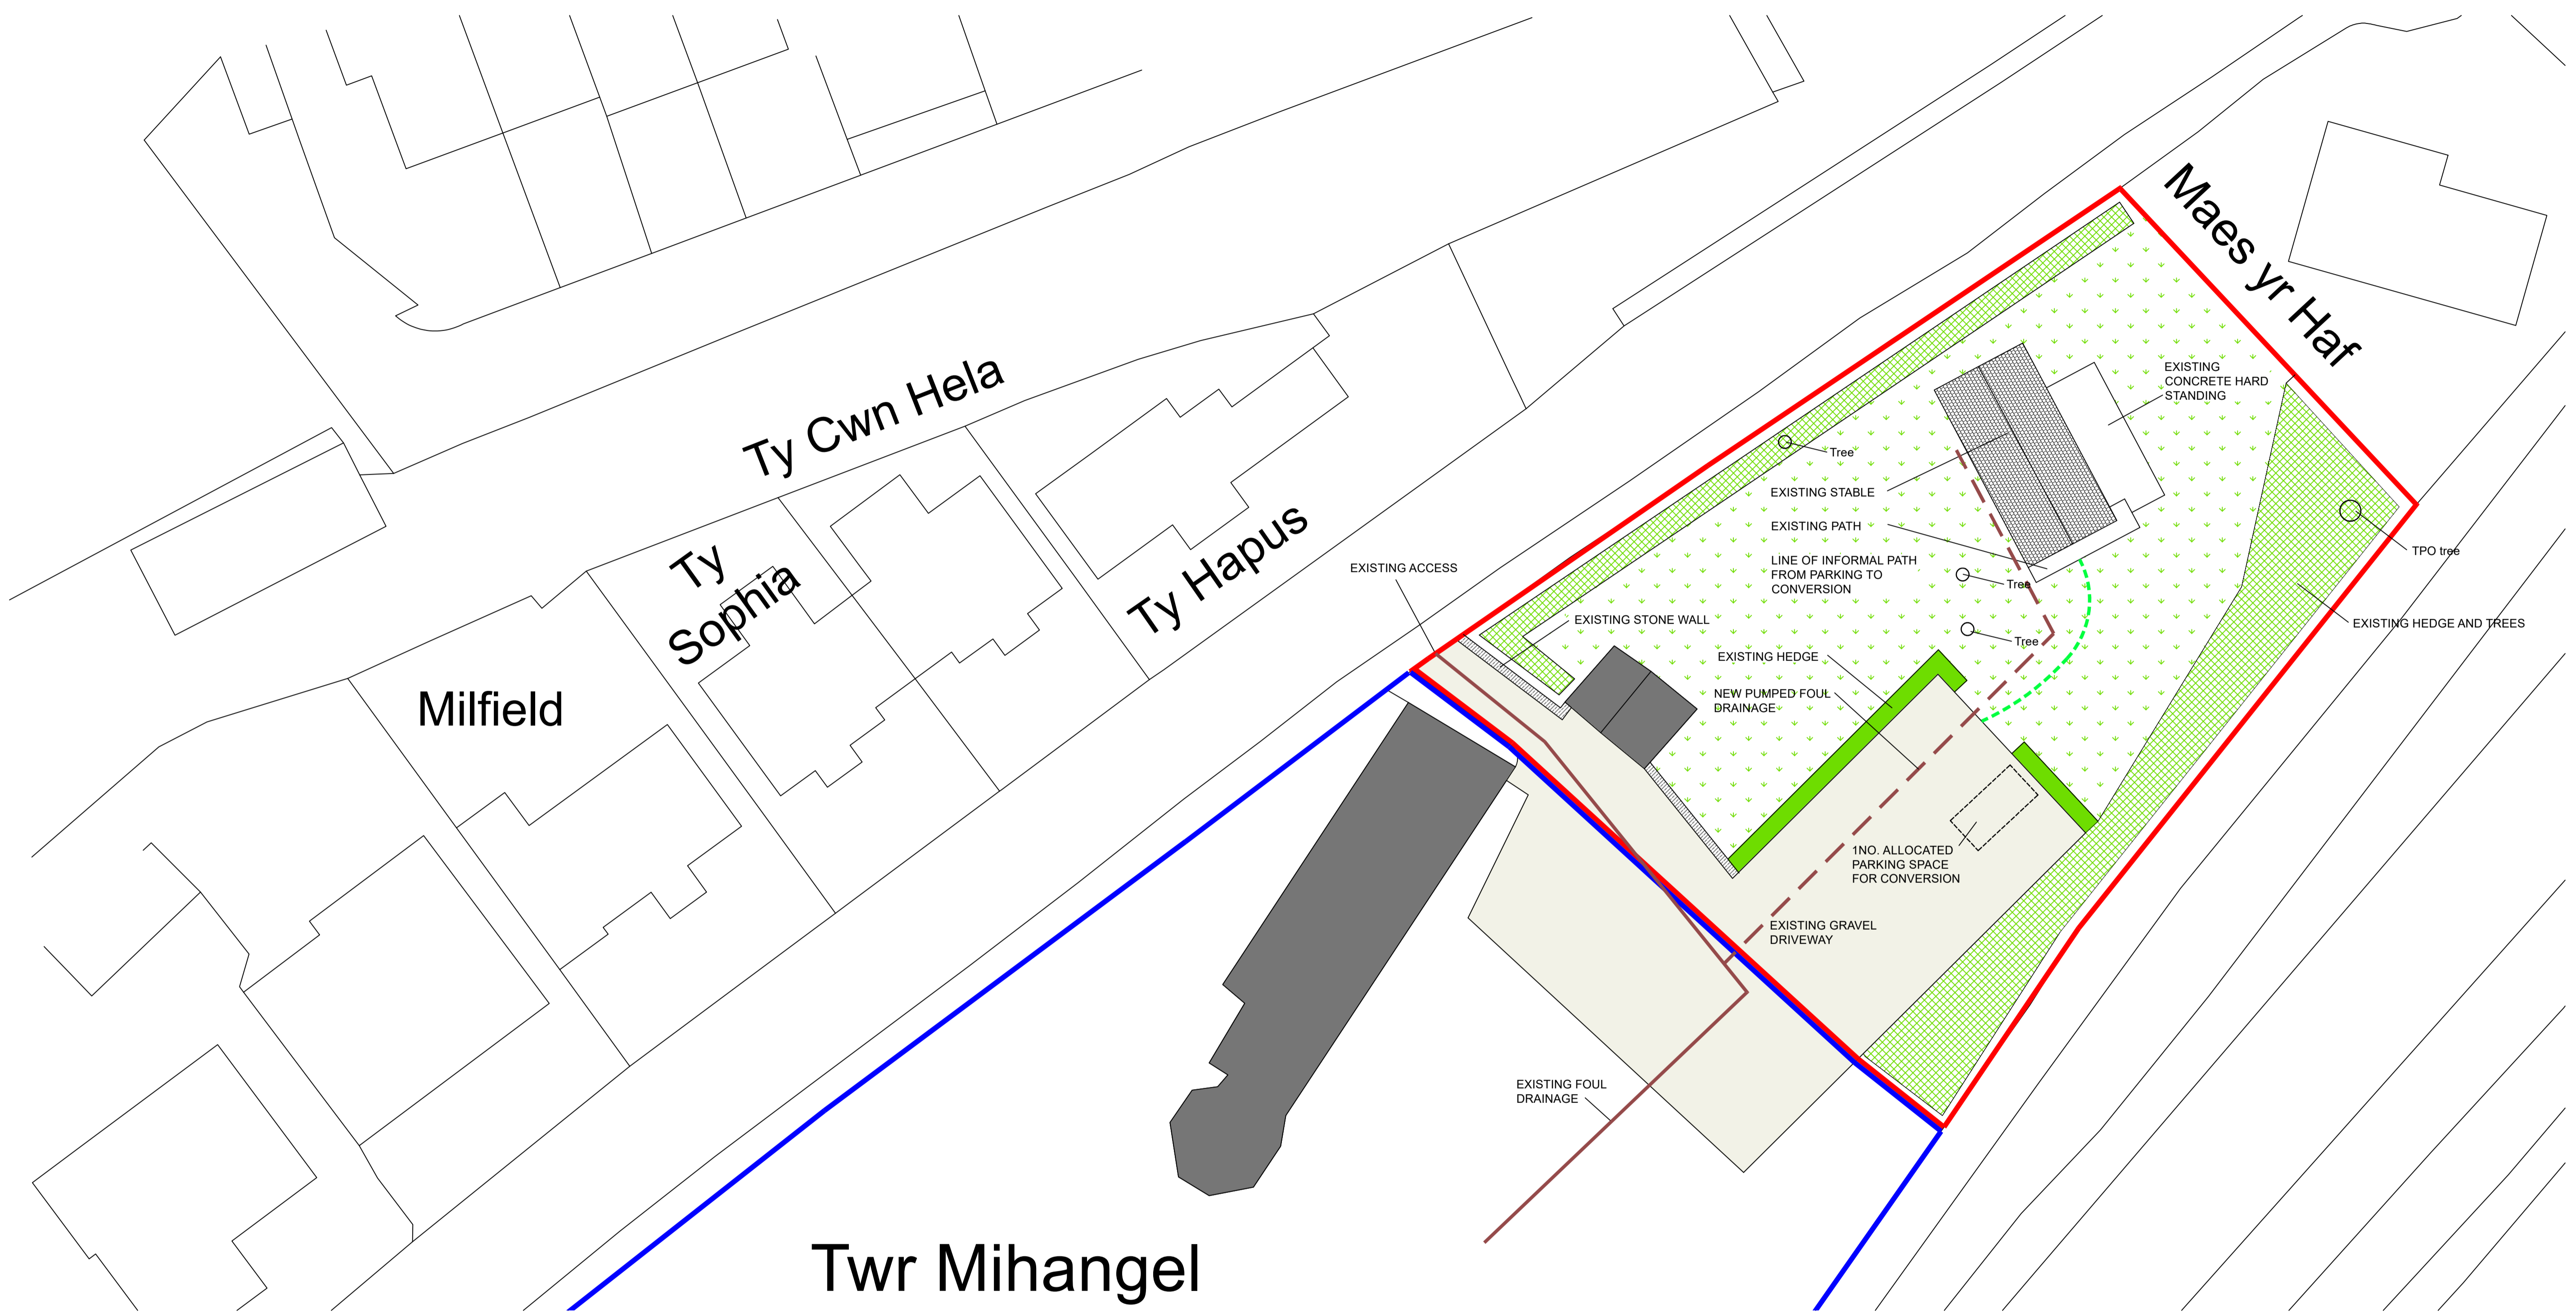 Maes yr Haf
Ty Cwn Hela
Ty
Sophia
Ty Hapus
Milfield
Twr Mihangel
EXISTING
CONCRETE HARD
STANDING
Tree
EXISTING STABLE
EXISTING PATH
LINE OF INFORMAL PATH
FROM PARKING TO
CONVERSION
Tree
Tree
TPO tree
EXISTING HEDGE AND TREES
EXISTING ACCESS
EXISTING STONE WALL
EXISTING HEDGE
NEW PUMPED FOUL
DRAINAGE
1NO. ALLOCATED
PARKING SPACE
FOR CONVERSION
EXISTING GRAVEL
DRIVEWAY
EXISTING FOUL
DRAINAGE